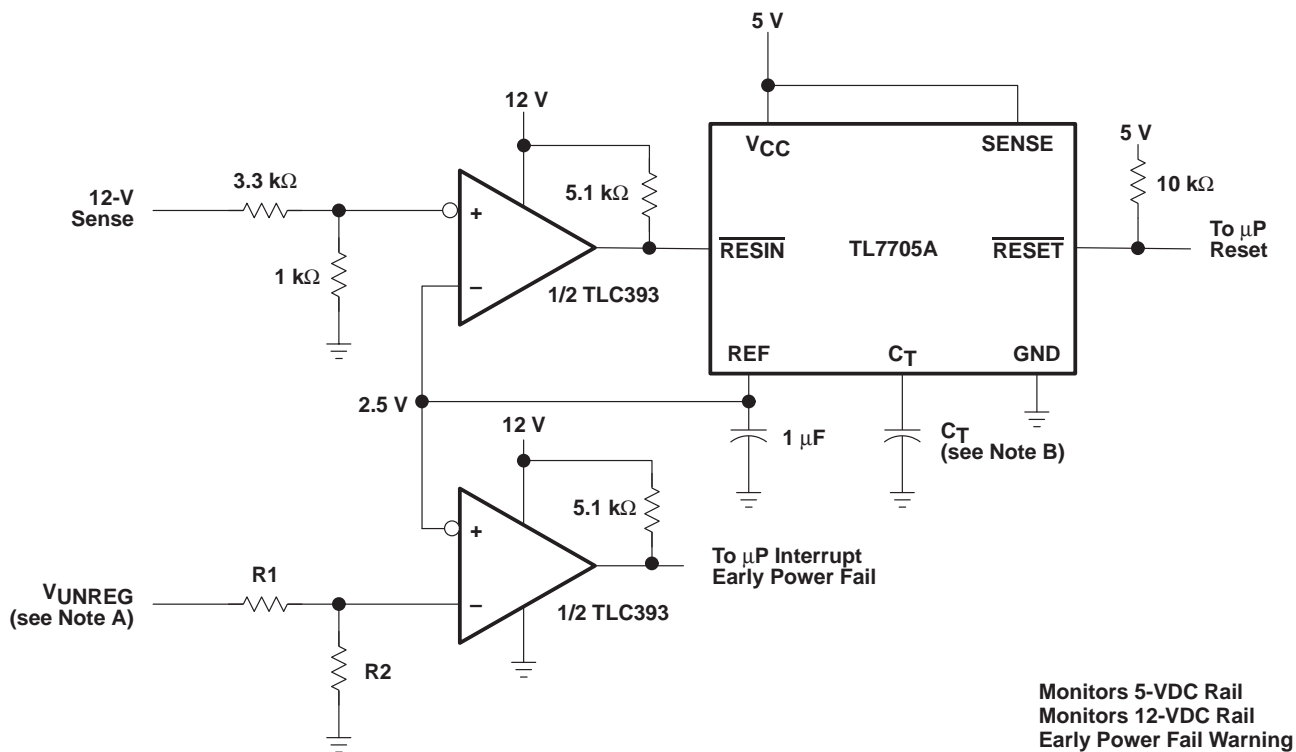 5 V
12 V
VCC
SENSE
5 V
3.3 kΩ
5.1 kΩ
10 kΩ
12-V
Sense
+
RESIN
TL7705A
RESET
To μP
Reset
1 kΩ
–
1/2 TLC393
REF
CT
GND
2.5 V
12 V
1 μF
CT
(see Note B)
5.1 kΩ
+
To μP Interrupt
Early Power Fail
VUNREG
(see Note A)
R1
–
1/2 TLC393
R2
Monitors 5-VDC Rail
Monitors 12-VDC Rail
Early Power Fail Warning